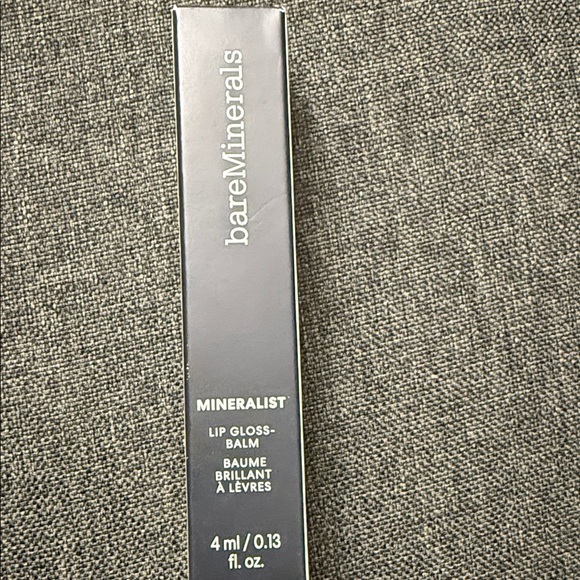 bareMinerals
MINERALIST
LIP GLOSS-
BALM
BAUME
BRILLANT
À LÈVRES
4 ml / 0.13
fl. oz.